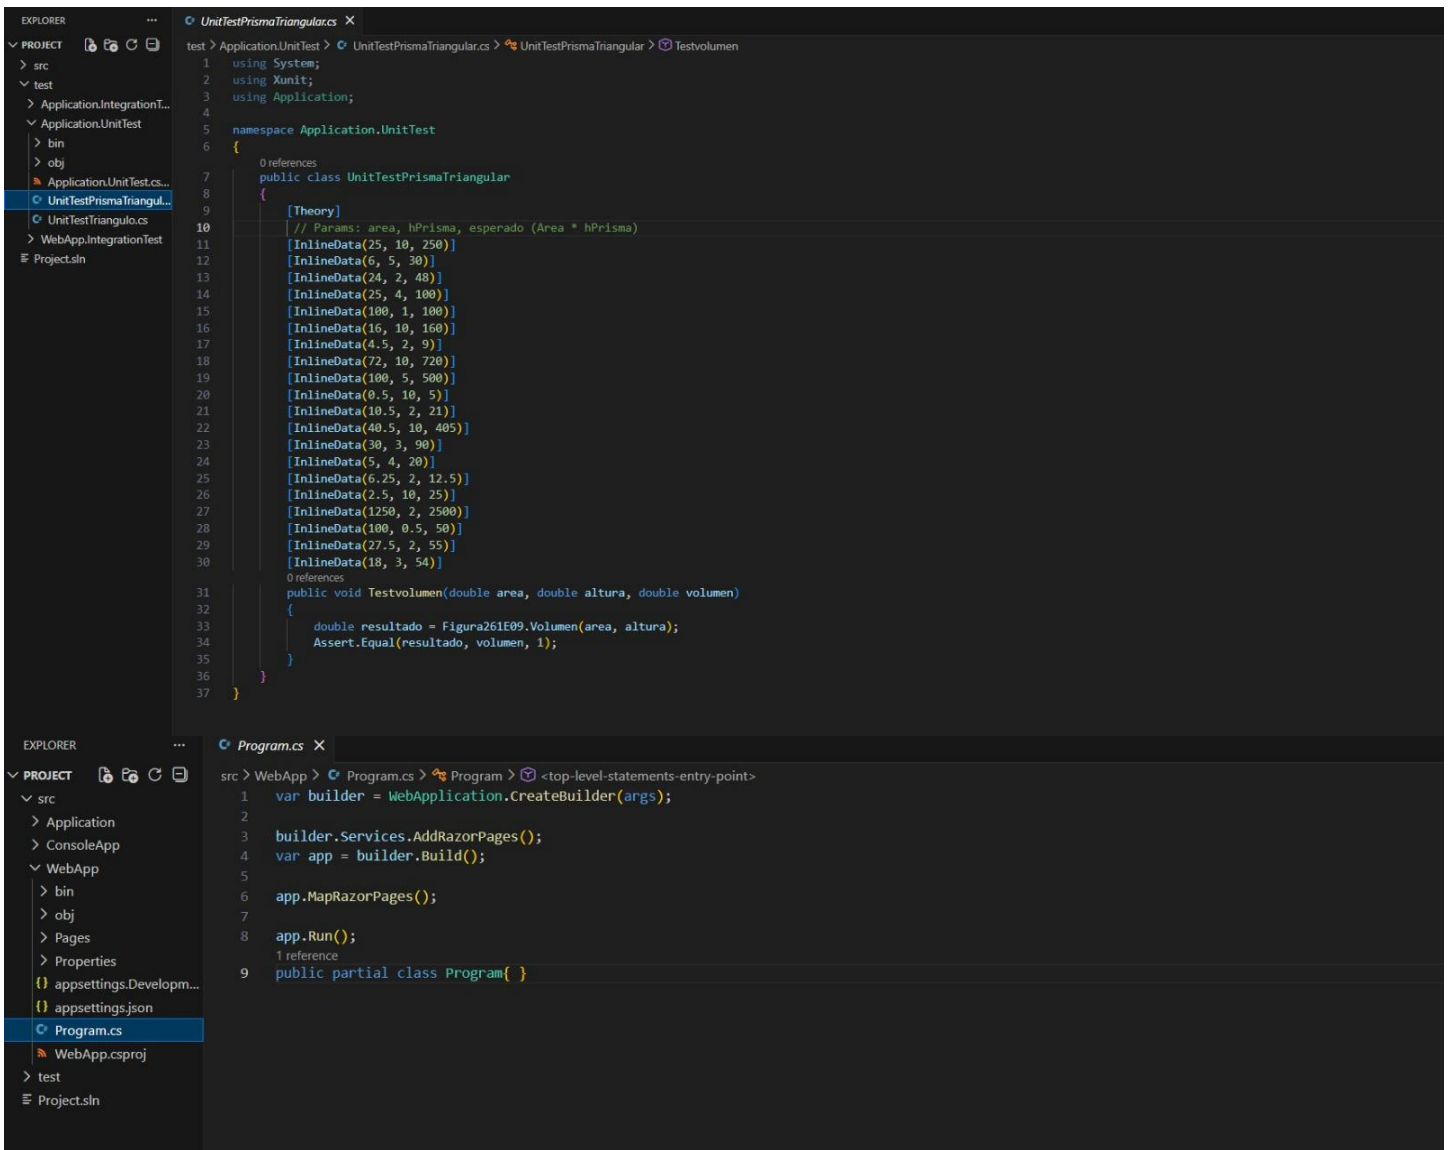 EXPLORER ···
PROJECT
src
test
Application.IntegrationT...
Application.UnitTest
bin
obj
Application.UnitTest.cs...
UnitTestPrismaTriangul...
UnitTestTriangulo.cs
WebApp.IntegrationTest
Project.sln
UnitTestPrismaTriangular.cs
test > Application.UnitTest > UnitTestPrismaTriangular.cs > UnitTestPrismaTriangular > Testvolumen
1 using System;
2 using Xunit;
3 using Application;
4
5 namespace Application.UnitTest
6 {
0 references
7 public class UnitTestPrismaTriangular
8 {
9 [Theory]
10 // Params: area, hPrisma, esperado (Area * hPrisma)
11 [InlineData(25, 10, 250)]
12 [InlineData(6, 5, 30)]
13 [InlineData(24, 2, 48)]
14 [InlineData(25, 4, 100)]
15 [InlineData(100, 1, 100)]
16 [InlineData(16, 10, 160)]
17 [InlineData(4.5, 2, 9)]
18 [InlineData(72, 10, 720)]
19 [InlineData(100, 5, 500)]
20 [InlineData(0.5, 10, 5)]
21 [InlineData(10.5, 2, 21)]
22 [InlineData(40.5, 10, 405)]
23 [InlineData(30, 3, 90)]
24 [InlineData(5, 4, 20)]
25 [InlineData(6.25, 2, 12.5)]
26 [InlineData(2.5, 10, 25)]
27 [InlineData(1250, 2, 2500)]
28 [InlineData(100, 0.5, 50)]
29 [InlineData(27.5, 2, 55)]
30 [InlineData(18, 3, 54)]
0 references
31 public void Testvolumen(double area, double altura, double volumen)
32 {
33 double resultado = Figura261E09.Volumen(area, altura);
34 Assert.Equal(resultado, volumen, 1);
35 }
36 }
37 }
EXPLORER ···
PROJECT
src
Application
ConsoleApp
WebApp
bin
obj
Pages
Properties
{} appsettings.Developm...
{} appsettings.json
Program.cs
WebApp.csproj
test
Project.sln
Program.cs
src > WebApp > Program.cs > Program > <top-level-statements-entry-point>
1 var builder = WebApplication.CreateBuilder(args);
2
3 builder.Services.AddRazorPages();
4 var app = builder.Build();
5
6 app.MapRazorPages();
7
8 app.Run();
1 reference
9 public partial class Program{ }